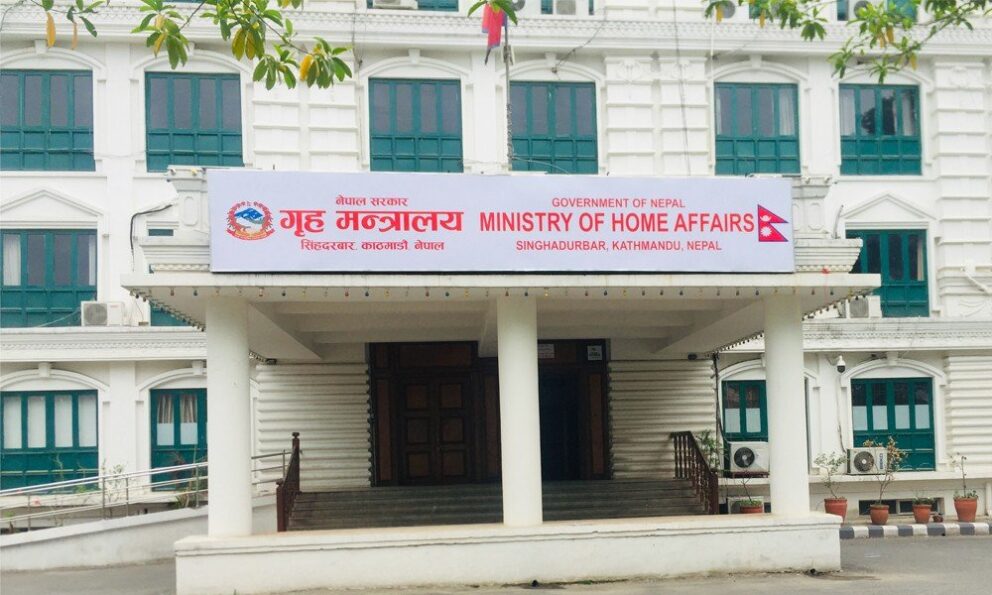 नेपाल सरकार
गृह मन्त्रालय
सिंहदरबार, काठमाडौं नेपाल
GOVERNMENT OF NEPAL
MINISTRY OF HOME AFFAIRS
SINGHADURBAR, KATHMANDU, NEPAL